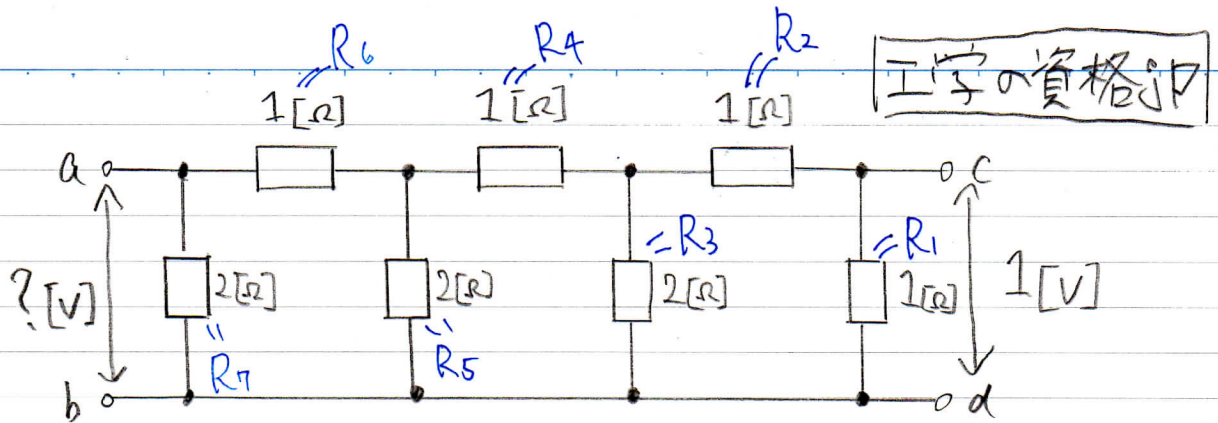 R6 R4 R2
工学の資格jp
1[Ω] 1[Ω] 1[Ω]
a c
=R3 =R1
?[V] 2[Ω] 2[Ω] 2[Ω] 1[Ω] 1[V]
R7 R5
b d